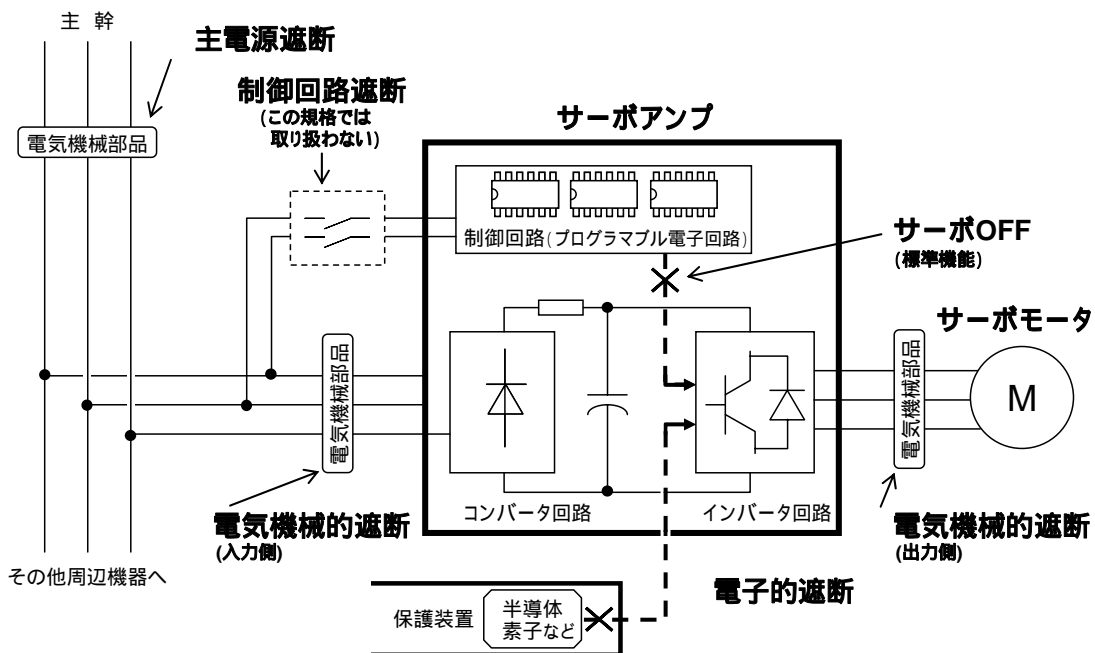 主 幹
主電源遮断
制御回路遮断
(この規格では
取り扱わない)
電気機械部品
サーボアンプ
制御回路(プログラマブル電子回路)
サーボOFF
(標準機能)
サーボモータ
電気機械部品
電気機械部品
M
コンバータ回路
インバータ回路
電気機械的遮断
(入力側)
電気機械的遮断
(出力側)
その他周辺機器へ
電子的遮断
保護装置
半導体
素子など